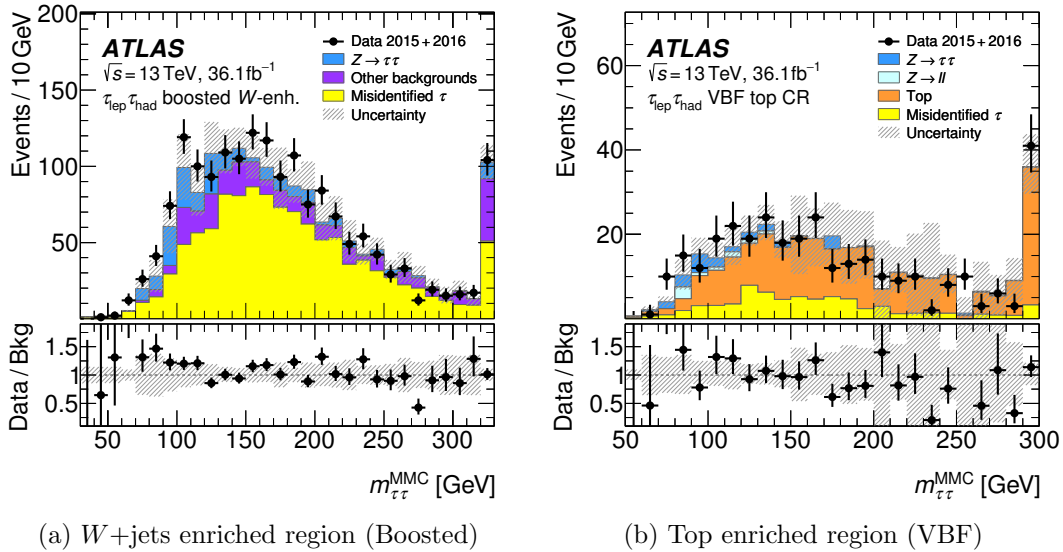 200
150
100
50
Events / 10 GeV
ATLAS
√s = 13 TeV, 36.1 fb⁻¹
τlep τhad boosted W-enh.
Data 2015 + 2016
Z → ττ
Other backgrounds
Misidentified τ
Uncertainty
1.5
1
0.5
Data / Bkg
50 100 150 200 250 300
m^MMC_ττ [GeV]
(a) W+jets enriched region (Boosted)
60
40
20
Events / 10 GeV
ATLAS
√s = 13 TeV, 36.1 fb⁻¹
τlep τhad VBF top CR
Data 2015 + 2016
Z → ττ
Z → ll
Top
Misidentified τ
Uncertainty
1.5
1
0.5
Data / Bkg
50 100 150 200 250 300
m^MMC_ττ [GeV]
(b) Top enriched region (VBF)